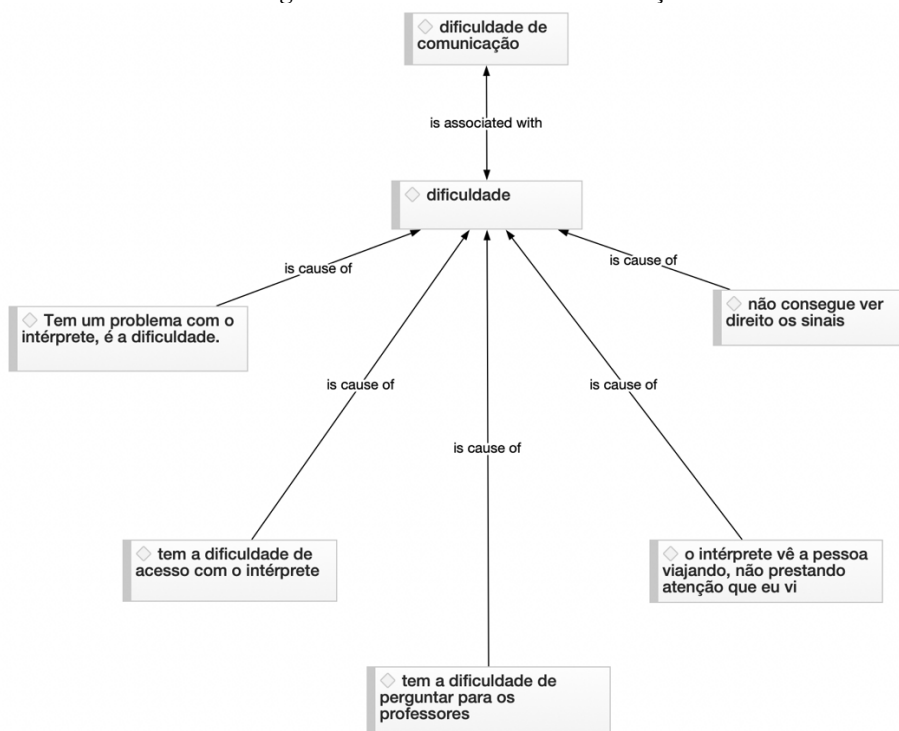 dificuldade de
comunicação
is associated with
dificuldade
is cause of
is cause of
Tem um problema com o
intérprete, é a dificuldade.
não consegue ver
direito os sinais
is cause of
is cause of
is cause of
tem a dificuldade de
acesso com o intérprete
o intérprete vê a pessoa
viajando, não prestando
atenção que eu vi
tem a dificuldade de
perguntar para os
professores